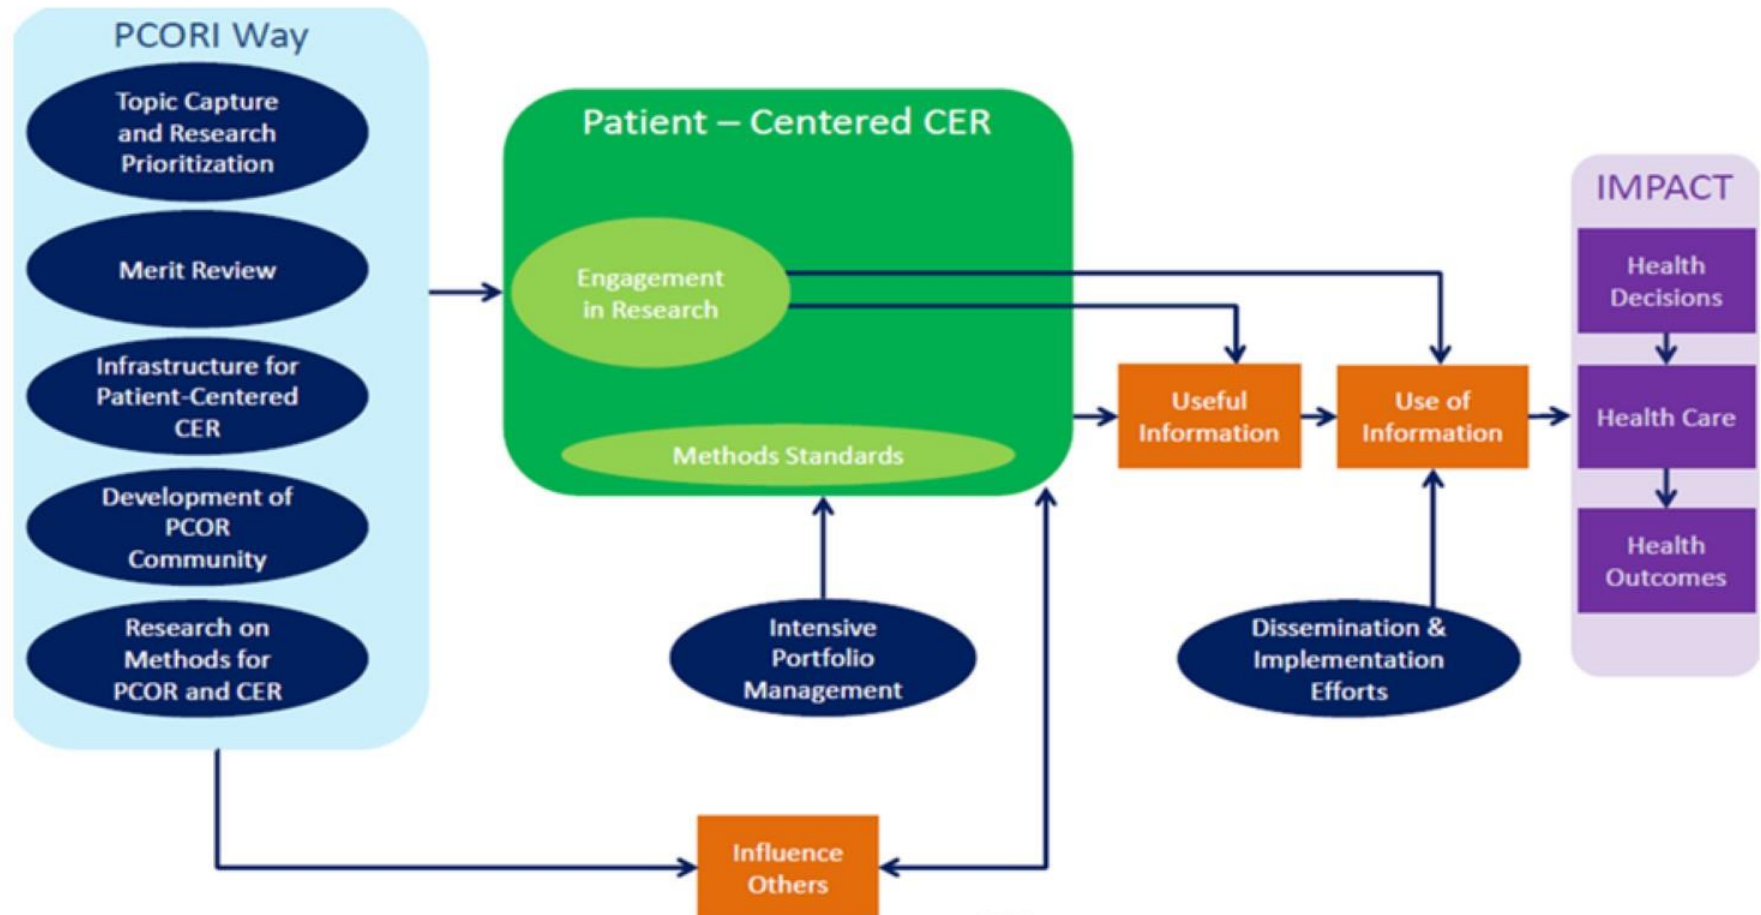 PCORI Way
Topic Capture
and Research
Prioritization
Merit Review
Infrastructure for
Patient-Centered
CER
Development of
PCOR
Community
Research on
Methods for
PCOR and CER
Patient – Centered CER
Engagement
in Research
Methods Standards
Intensive
Portfolio
Management
Influence
Others
Useful
Information
Use of
Information
Dissemination &
Implementation
Efforts
IMPACT
Health
Decisions
Health Care
Health
Outcomes